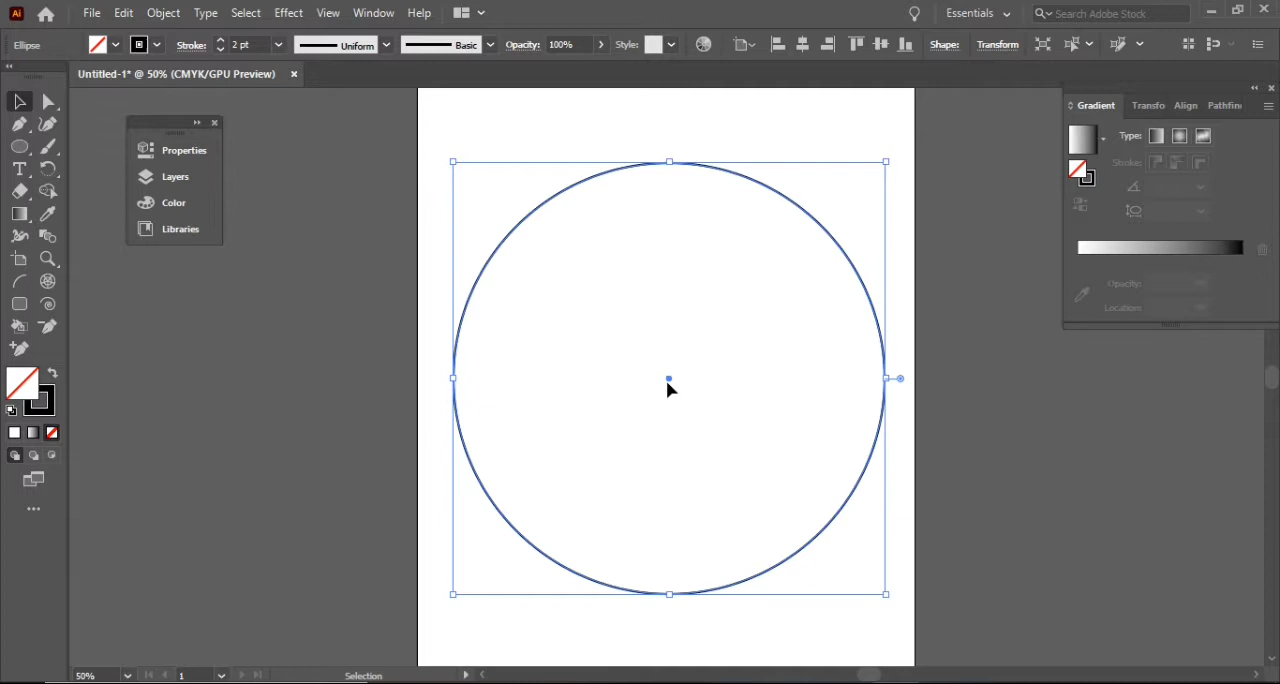 Ai File Edit Object Type Select Effect View Window Help Essentials Search Adobe Stock
Ellipse Stroke: 2 pt Uniform Basic Opacity: 100% Style: Shape: Transform
Untitled-1* @ 50% (CMYK/GPU Preview)
Gradient Transfo Align Pathfin
Type:
Stroke:
Opacity:
Location:
Properties
Layers
Color
Libraries
T
50% 1 Selection